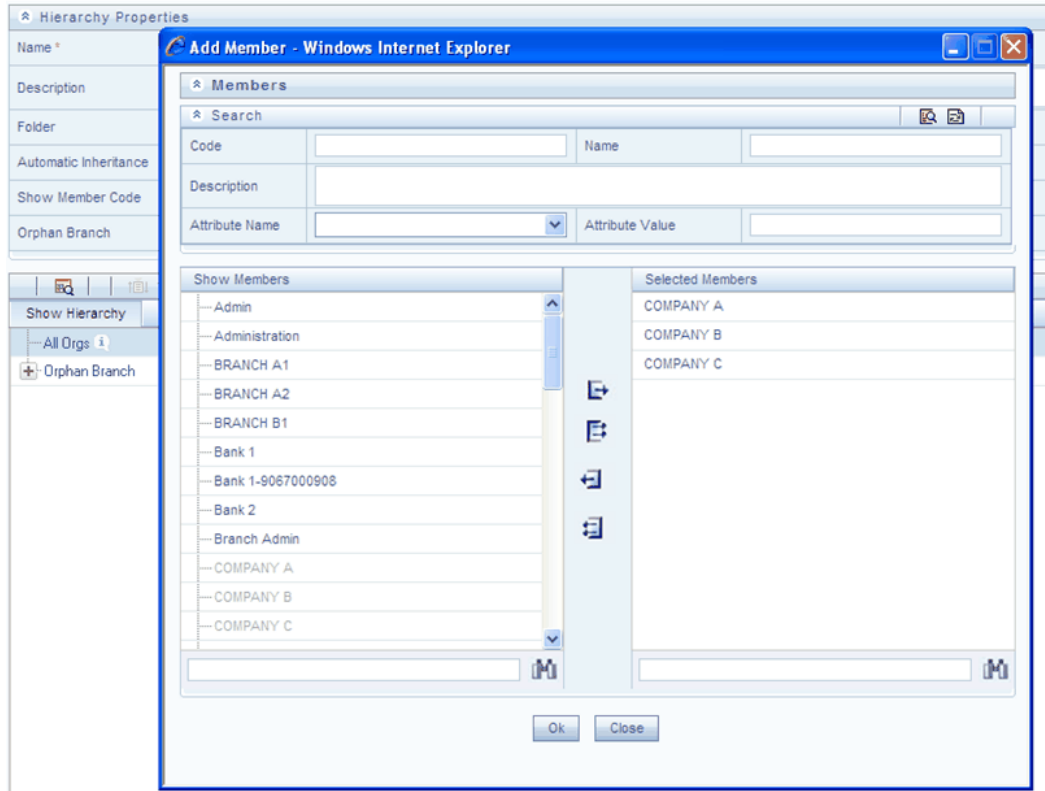 Hierarchy Properties
Name *
Add Member - Windows Internet Explorer
Description
Folder
Automatic Inheritance
Show Member Code
Orphan Branch
Show Hierarchy
All Orgs
Orphan Branch
Members
Search
Code
Name
Description
Attribute Name
Attribute Value
Show Members
Admin
Administration
BRANCH A1
BRANCH A2
BRANCH B1
Bank 1
Bank 1-9067000908
Bank 2
Branch Admin
COMPANY A
COMPANY B
COMPANY C
Selected Members
COMPANY A
COMPANY B
COMPANY C
Ok
Close